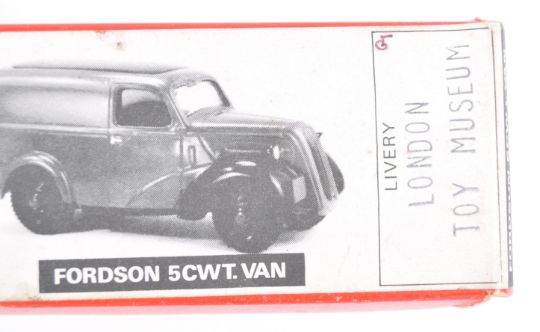 FORDSON 5CWT. VAN
LIVERY
LONDON
TOY MUSEUM